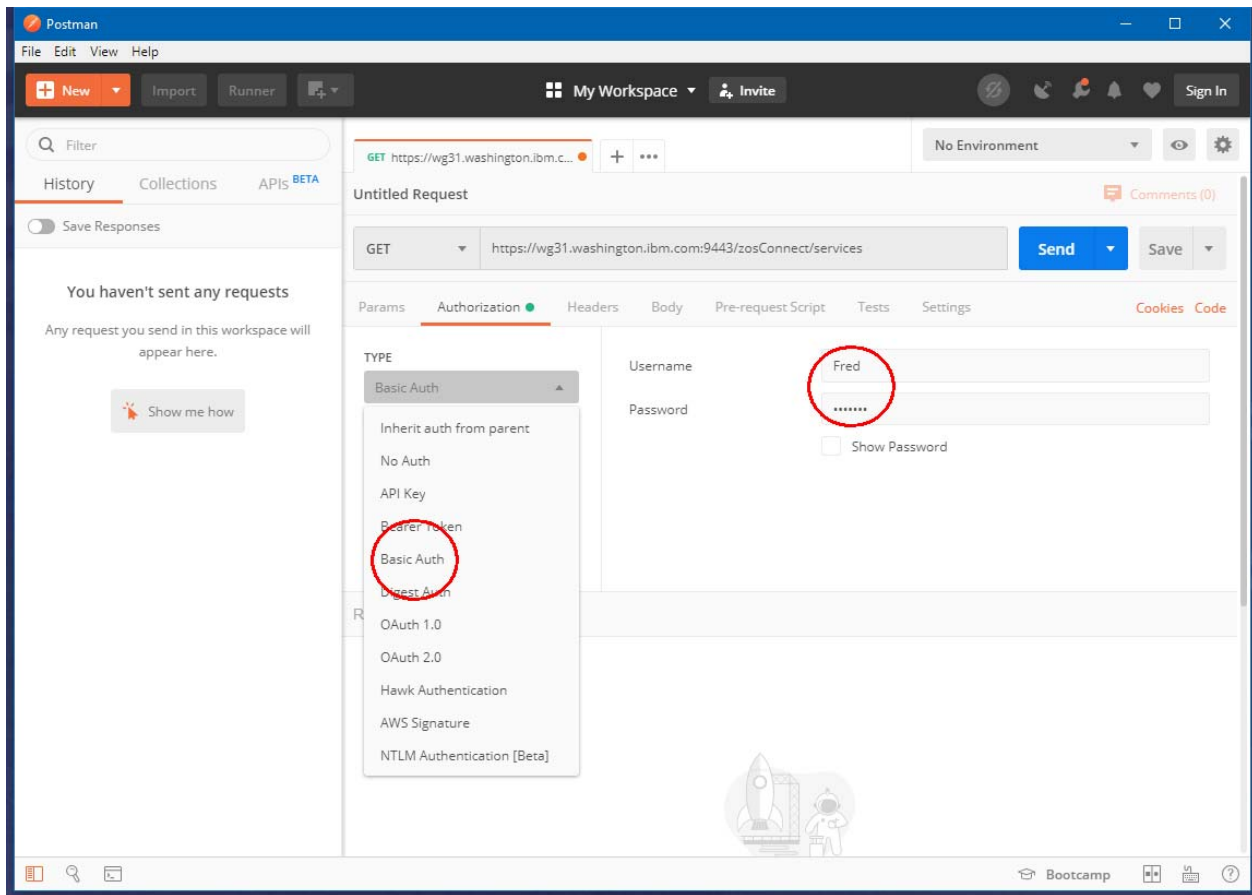 Postman
File Edit View Help
New Import Runner My Workspace Invite Sign In
Filter
History Collections APIs BETA
Save Responses
You haven't sent any requests
Any request you send in this workspace will
appear here.
Show me how
GET https://wg31.washington.ibm.c...
No Environment
Untitled Request
Comments (0)
GET https://wg31.washington.ibm.com:9443/zosConnect/services Send Save
Params Authorization Headers Body Pre-request Script Tests Settings Cookies Code
TYPE
Basic Auth
Inherit auth from parent
No Auth
API Key
Bearer Token
Basic Auth
Digest Auth
OAuth 1.0
OAuth 2.0
Hawk Authentication
AWS Signature
NTLM Authentication [Beta]
Username Fred
Password •••••••
Show Password
Bootcamp